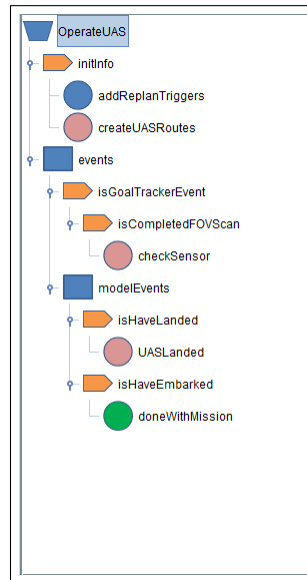 OperateUAS
initInfo
addReplanTriggers
createUASRoutes
events
isGoalTrackerEvent
isCompletedFOVScan
checkSensor
modelEvents
isHaveLanded
UASLanded
isHaveEmbarked
doneWithMission